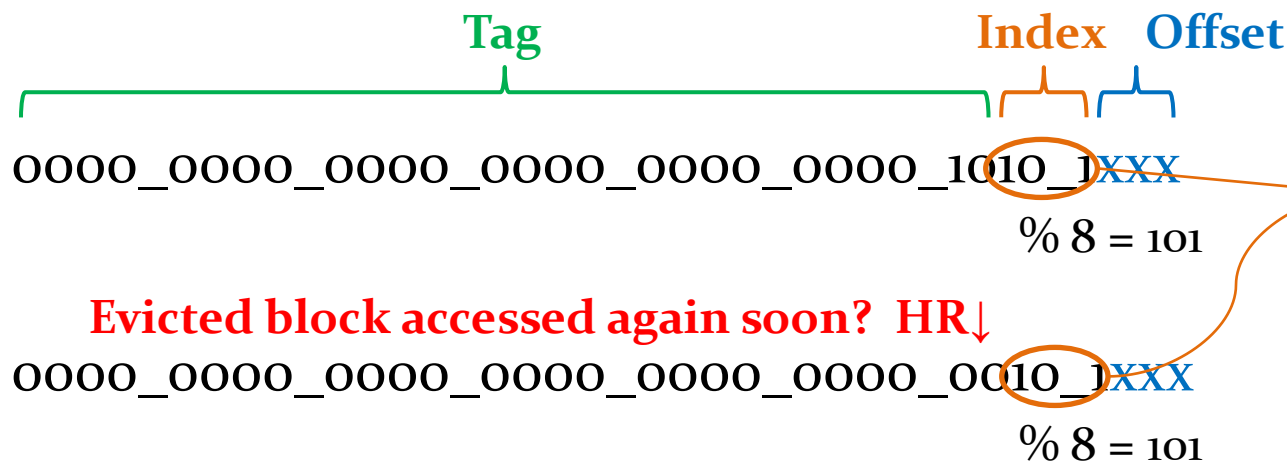 Tag Index Offset
0000_0000_0000_0000_0000_0000_1010_1XXX
% 8 = 101
Evicted block accessed again soon? HR↓
0000_0000_0000_0000_0000_0000_0010_1XXX
% 8 = 101